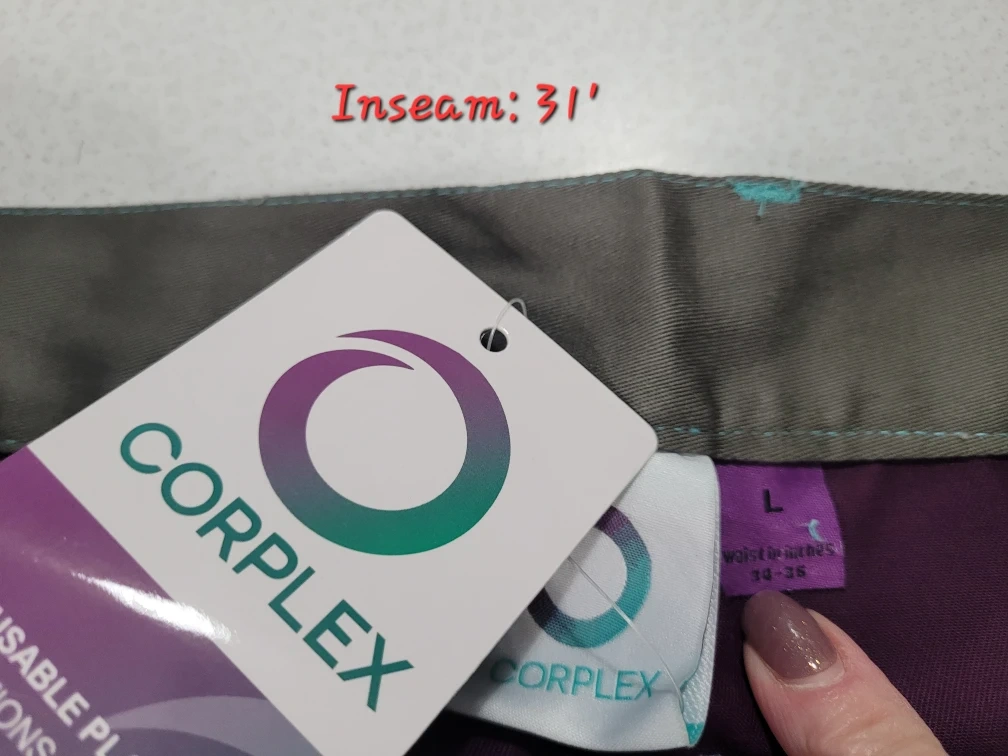 Inseam: 31'
CORPLEX
L
waist in inches
34-36
CORPLEX
USABLE PL
IONS